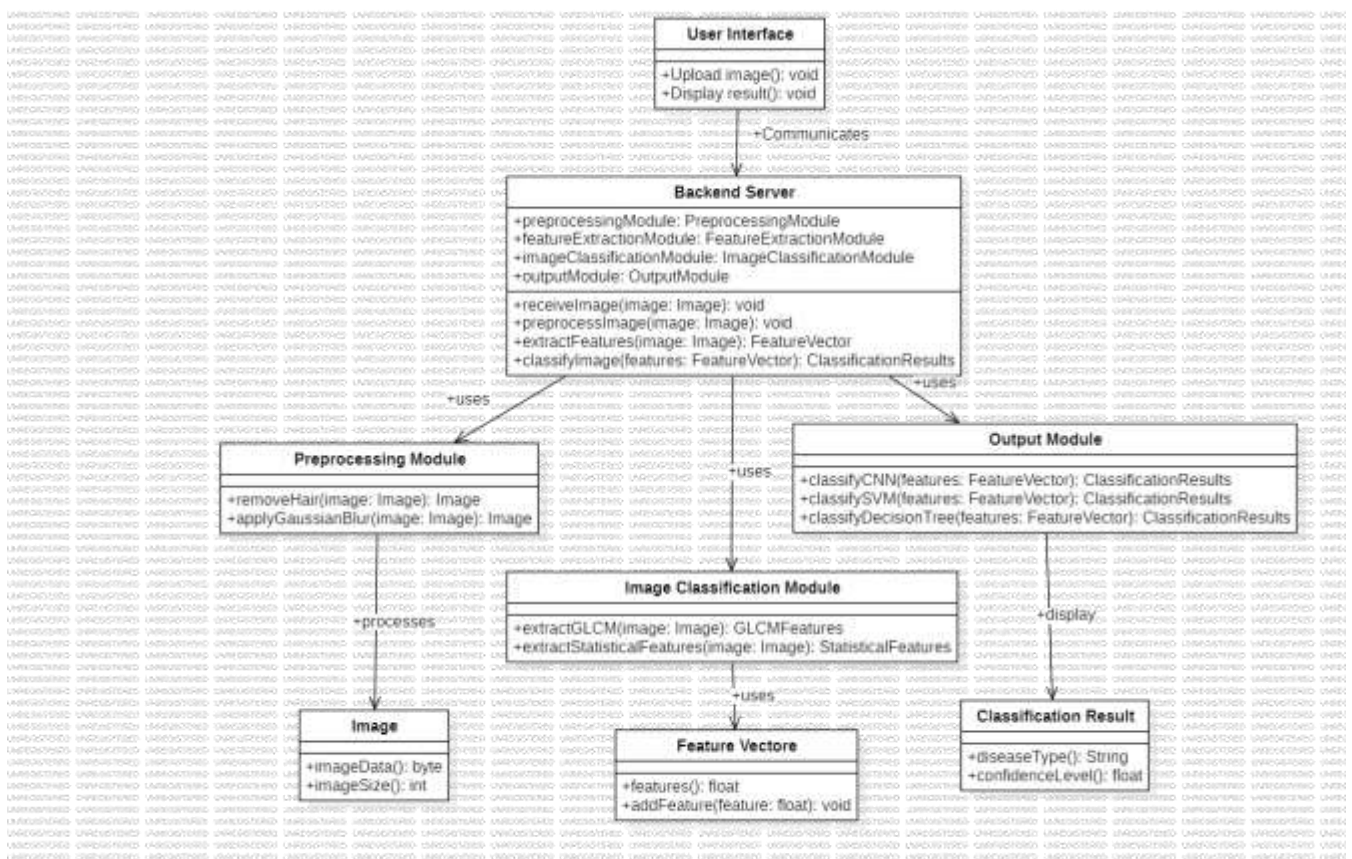 User Interface
+Upload image(): void
+Display result(): void
+Communicates
Backend Server
+preprocessingModule: PreprocessingModule
+featureExtractionModule: FeatureExtractionModule
+imageClassificationModule: ImageClassificationModule
+outputModule: OutputModule
+receiveImage(image: Image): void
+preprocessImage(image: Image): void
+extractFeatures(image: Image): FeatureVector
+classifyImage(features: FeatureVector): ClassificationResults
+uses
+uses
+uses
Preprocessing Module
+removeHair(image: Image): Image
+applyGaussianBlur(image: Image): Image
Output Module
+classifyCNN(features: FeatureVector): ClassificationResults
+classifySVM(features: FeatureVector): ClassificationResults
+classifyDecisionTree(features: FeatureVector): ClassificationResults
Image Classification Module
+extractGLCM(image: Image): GLCMFeatures
+extractStatisticalFeatures(image: Image): StatisticalFeatures
+processes
+display
+uses
Image
+imageData(): byte
+imageSize(): int
Feature Vectore
+features(): float
+addFeature(feature: float): void
Classification Result
+diseaseType(): String
+confidenceLevel(): float
UNREGISTERED